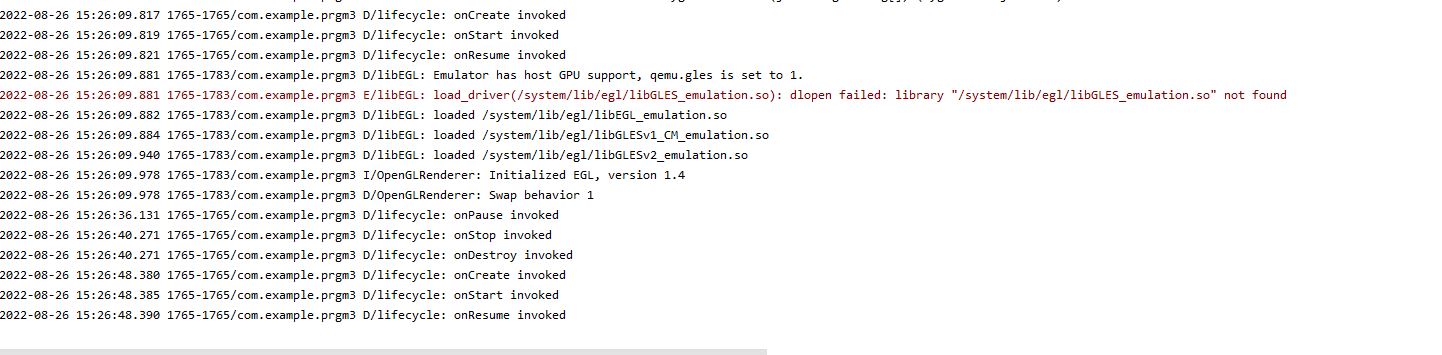 2022-08-26 15:26:09.817 1765-1765/com.example.prgm3 D/lifecycle: onCreate invoked
2022-08-26 15:26:09.819 1765-1765/com.example.prgm3 D/lifecycle: onStart invoked
2022-08-26 15:26:09.821 1765-1765/com.example.prgm3 D/lifecycle: onResume invoked
2022-08-26 15:26:09.881 1765-1783/com.example.prgm3 D/libEGL: Emulator has host GPU support, qemu.gles is set to 1.
2022-08-26 15:26:09.881 1765-1783/com.example.prgm3 E/libEGL: load_driver(/system/lib/egl/libGLES_emulation.so): dlopen failed: library "/system/lib/egl/libGLES_emulation.so" not found
2022-08-26 15:26:09.882 1765-1783/com.example.prgm3 D/libEGL: loaded /system/lib/egl/libEGL_emulation.so
2022-08-26 15:26:09.884 1765-1783/com.example.prgm3 D/libEGL: loaded /system/lib/egl/libGLESv1_CM_emulation.so
2022-08-26 15:26:09.940 1765-1783/com.example.prgm3 D/libEGL: loaded /system/lib/egl/libGLESv2_emulation.so
2022-08-26 15:26:09.978 1765-1783/com.example.prgm3 I/OpenGLRenderer: Initialized EGL, version 1.4
2022-08-26 15:26:09.978 1765-1783/com.example.prgm3 D/OpenGLRenderer: Swap behavior 1
2022-08-26 15:26:36.131 1765-1765/com.example.prgm3 D/lifecycle: onPause invoked
2022-08-26 15:26:40.271 1765-1765/com.example.prgm3 D/lifecycle: onStop invoked
2022-08-26 15:26:40.271 1765-1765/com.example.prgm3 D/lifecycle: onDestroy invoked
2022-08-26 15:26:48.380 1765-1765/com.example.prgm3 D/lifecycle: onCreate invoked
2022-08-26 15:26:48.385 1765-1765/com.example.prgm3 D/lifecycle: onStart invoked
2022-08-26 15:26:48.390 1765-1765/com.example.prgm3 D/lifecycle: onResume invoked